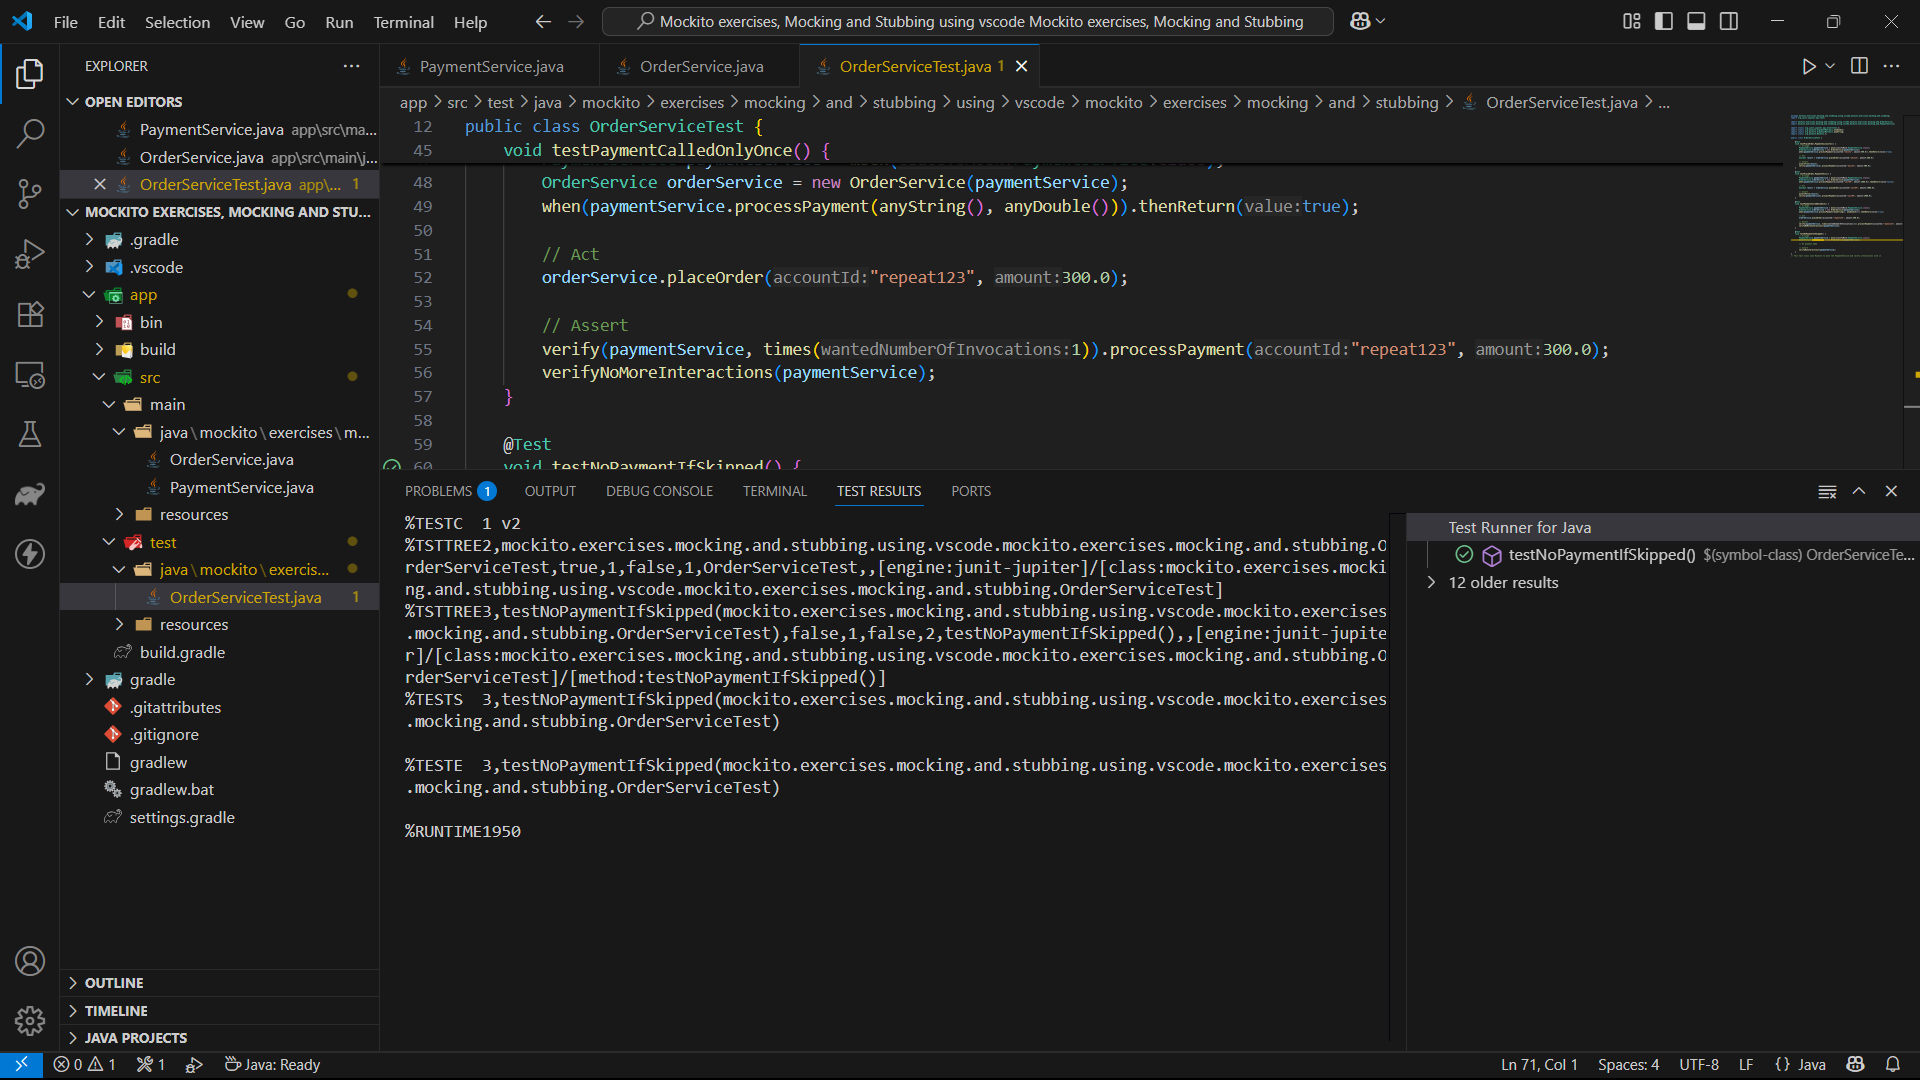 File Edit Selection View Go Run Terminal Help
Mockito exercises, Mocking and Stubbing using vscode Mockito exercises, Mocking and Stubbing
EXPLORER
OPEN EDITORS
PaymentService.java app\src\ma...
OrderService.java app\src\main\j...
OrderServiceTest.java app\... 1
MOCKITO EXERCISES, MOCKING AND STU...
.gradle
.vscode
app
bin
build
src
main
java\mockito\exercises\m...
OrderService.java
PaymentService.java
resources
test
java\mockito\exercis...
OrderServiceTest.java 1
resources
build.gradle
gradle
.gitattributes
.gitignore
gradlew
gradlew.bat
settings.gradle
OUTLINE
TIMELINE
JAVA PROJECTS
PaymentService.java OrderService.java OrderServiceTest.java 1
app > src > test > java > mockito > exercises > mocking > and > stubbing > using > vscode > mockito > exercises > mocking > and > stubbing > OrderServiceTest.java > ...
12 public class OrderServiceTest {
45 void testPaymentCalledOnlyOnce() {
48 OrderService orderService = new OrderService(paymentService);
49 when(paymentService.processPayment(anyString(), anyDouble())).thenReturn(value:true);
50
51 // Act
52 orderService.placeOrder(accountId:"repeat123", amount:300.0);
53
54 // Assert
55 verify(paymentService, times(wantedNumberOfInvocations:1)).processPayment(accountId:"repeat123", amount:300.0);
56 verifyNoMoreInteractions(paymentService);
57 }
58
59 @Test
60 void testNoPaymentIfSkipped() {
PROBLEMS 1 OUTPUT DEBUG CONSOLE TERMINAL TEST RESULTS PORTS
%TESTC 1 v2
%TSTTREE2,mockito.exercises.mocking.and.stubbing.using.vscode.mockito.exercises.mocking.and.stubbing.O
rderServiceTest,true,1,false,1,OrderServiceTest,,[engine:junit-jupiter]/[class:mockito.exercises.mocki
ng.and.stubbing.using.vscode.mockito.exercises.mocking.and.stubbing.OrderServiceTest]
%TSTTREE3,testNoPaymentIfSkipped(mockito.exercises.mocking.and.stubbing.using.vscode.mockito.exercises
.mocking.and.stubbing.OrderServiceTest),false,1,false,2,testNoPaymentIfSkipped(),,[engine:junit-jupite
r]/[class:mockito.exercises.mocking.and.stubbing.using.vscode.mockito.exercises.mocking.and.stubbing.O
rderServiceTest]/[method:testNoPaymentIfSkipped()]
%TESTS 3,testNoPaymentIfSkipped(mockito.exercises.mocking.and.stubbing.using.vscode.mockito.exercises
.mocking.and.stubbing.OrderServiceTest)
%TESTE 3,testNoPaymentIfSkipped(mockito.exercises.mocking.and.stubbing.using.vscode.mockito.exercises
.mocking.and.stubbing.OrderServiceTest)
%RUNTIME1950
Test Runner for Java
testNoPaymentIfSkipped() $(symbol-class) OrderServiceTe...
12 older results
0 1 1 Java: Ready
Ln 71, Col 1 Spaces: 4 UTF-8 LF {} Java